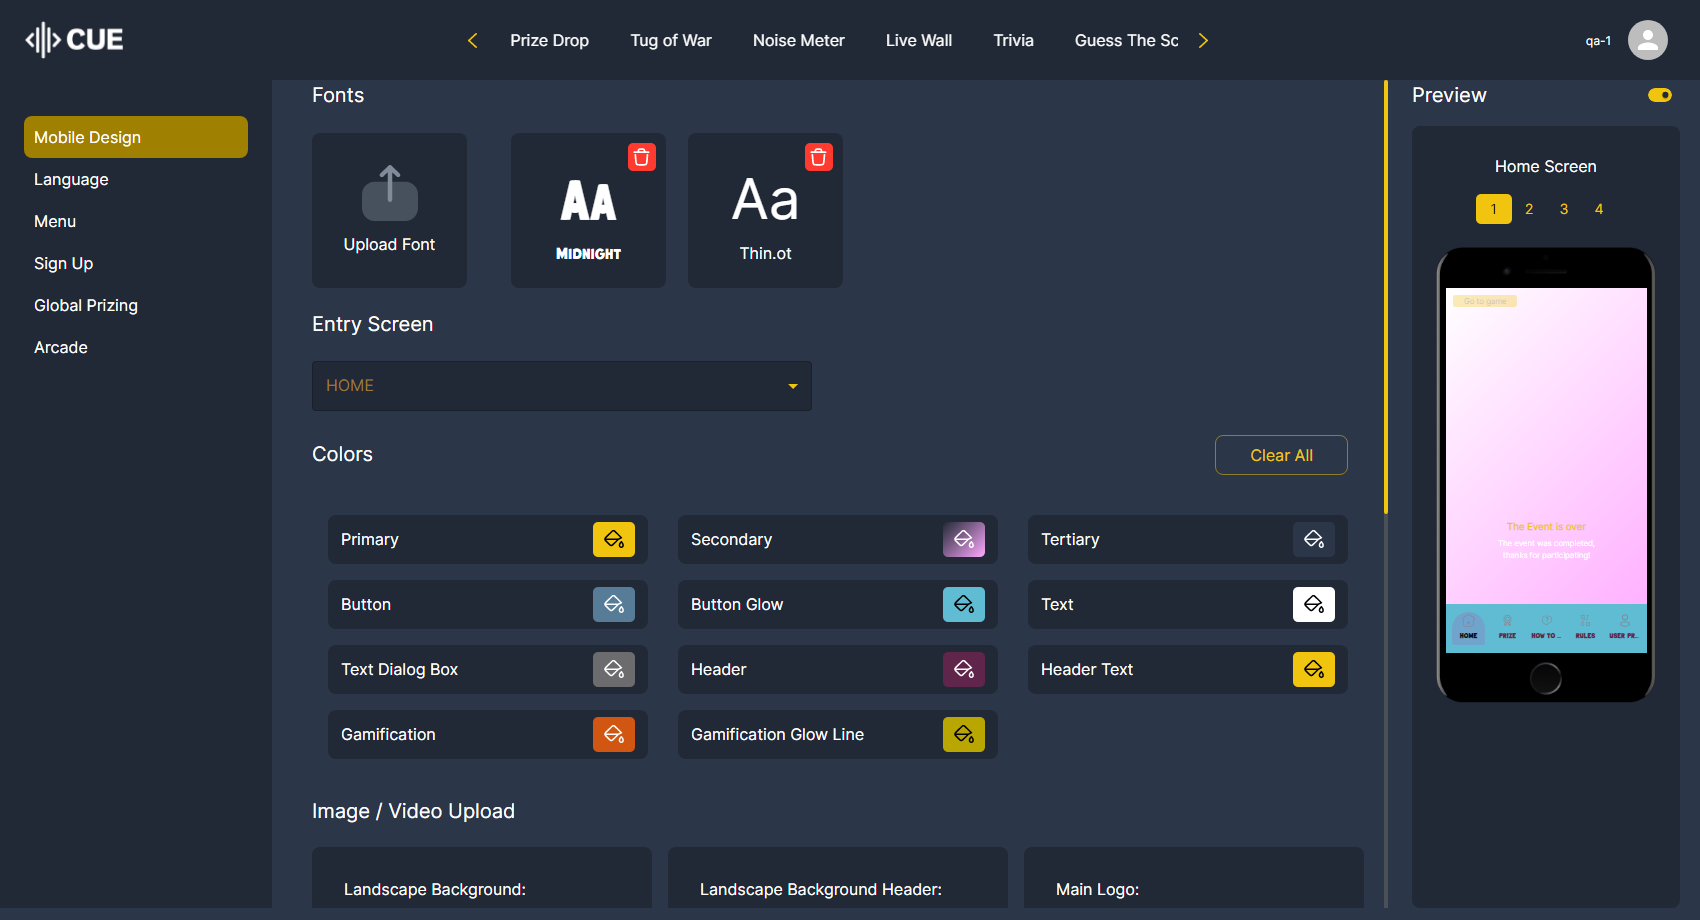 CUE
Prize Drop
Tug of War
Noise Meter
Live Wall
Trivia
Guess The Sc
qa-1
Mobile Design
Language
Menu
Sign Up
Global Prizing
Arcade
Fonts
Upload Font
AA
MIDNIGHT
Aa
Thin.ot
Entry Screen
HOME
Colors
Clear All
Primary
Secondary
Tertiary
Button
Button Glow
Text
Text Dialog Box
Header
Header Text
Gamification
Gamification Glow Line
Image / Video Upload
Landscape Background:
Landscape Background Header:
Main Logo:
Preview
Home Screen
1 2 3 4
Go to game
The Event is over
The event was completed,
thanks for participating!
HOME
PRIZE
HOW TO ...
RULES
USER PR...